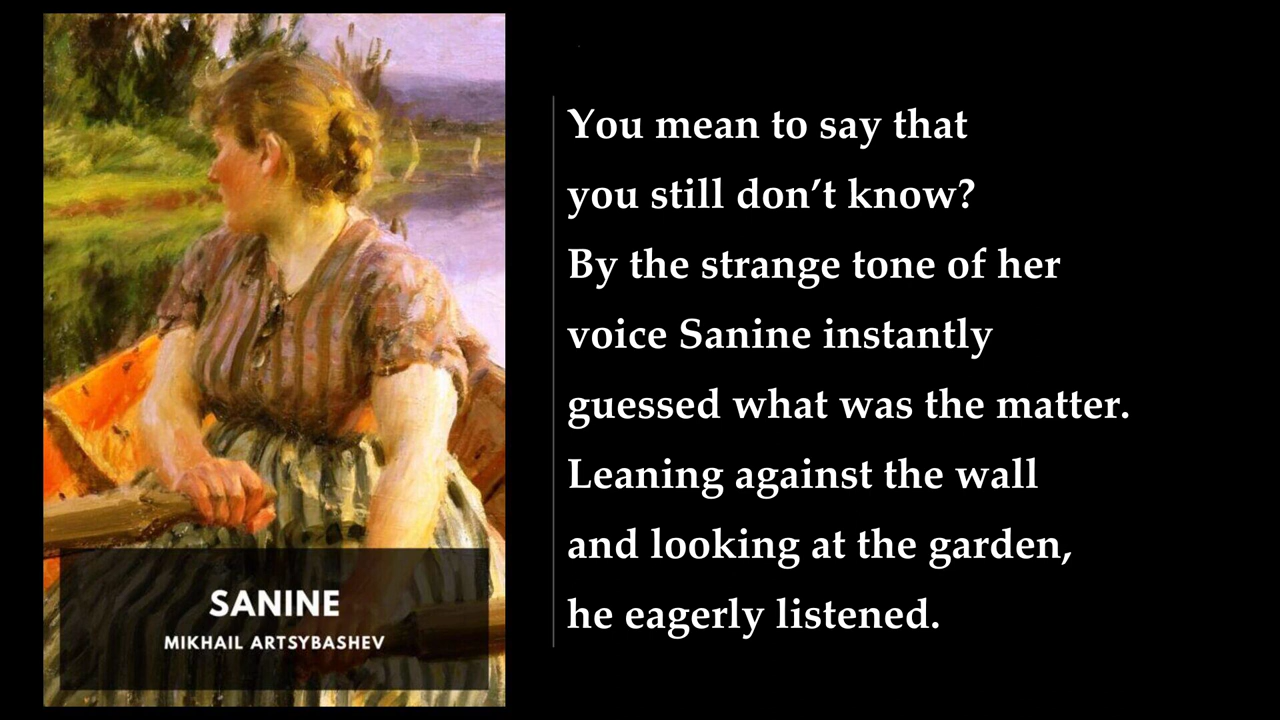 SANINE
MIKHAIL ARTSYBASHEV
You mean to say that
you still don’t know?
By the strange tone of her
voice Sanine instantly
guessed what was the matter.
Leaning against the wall
and looking at the garden,
he eagerly listened.